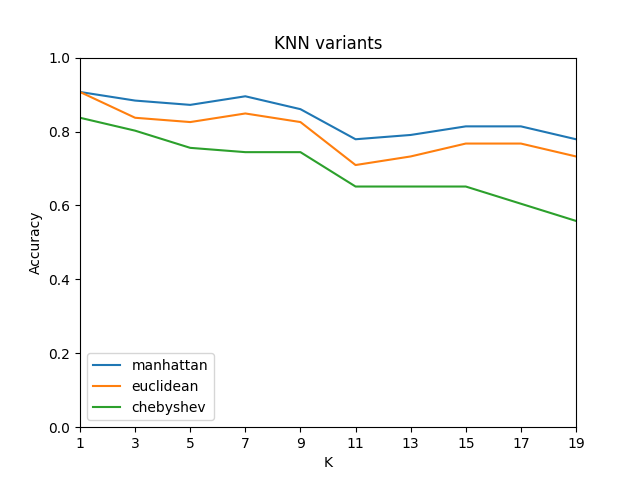 KNN variants
1.0
0.8
0.6
0.4
0.2
0.0
Accuracy
manhattan
euclidean
chebyshev
1 3 5 7 9 11 13 15 17 19
K